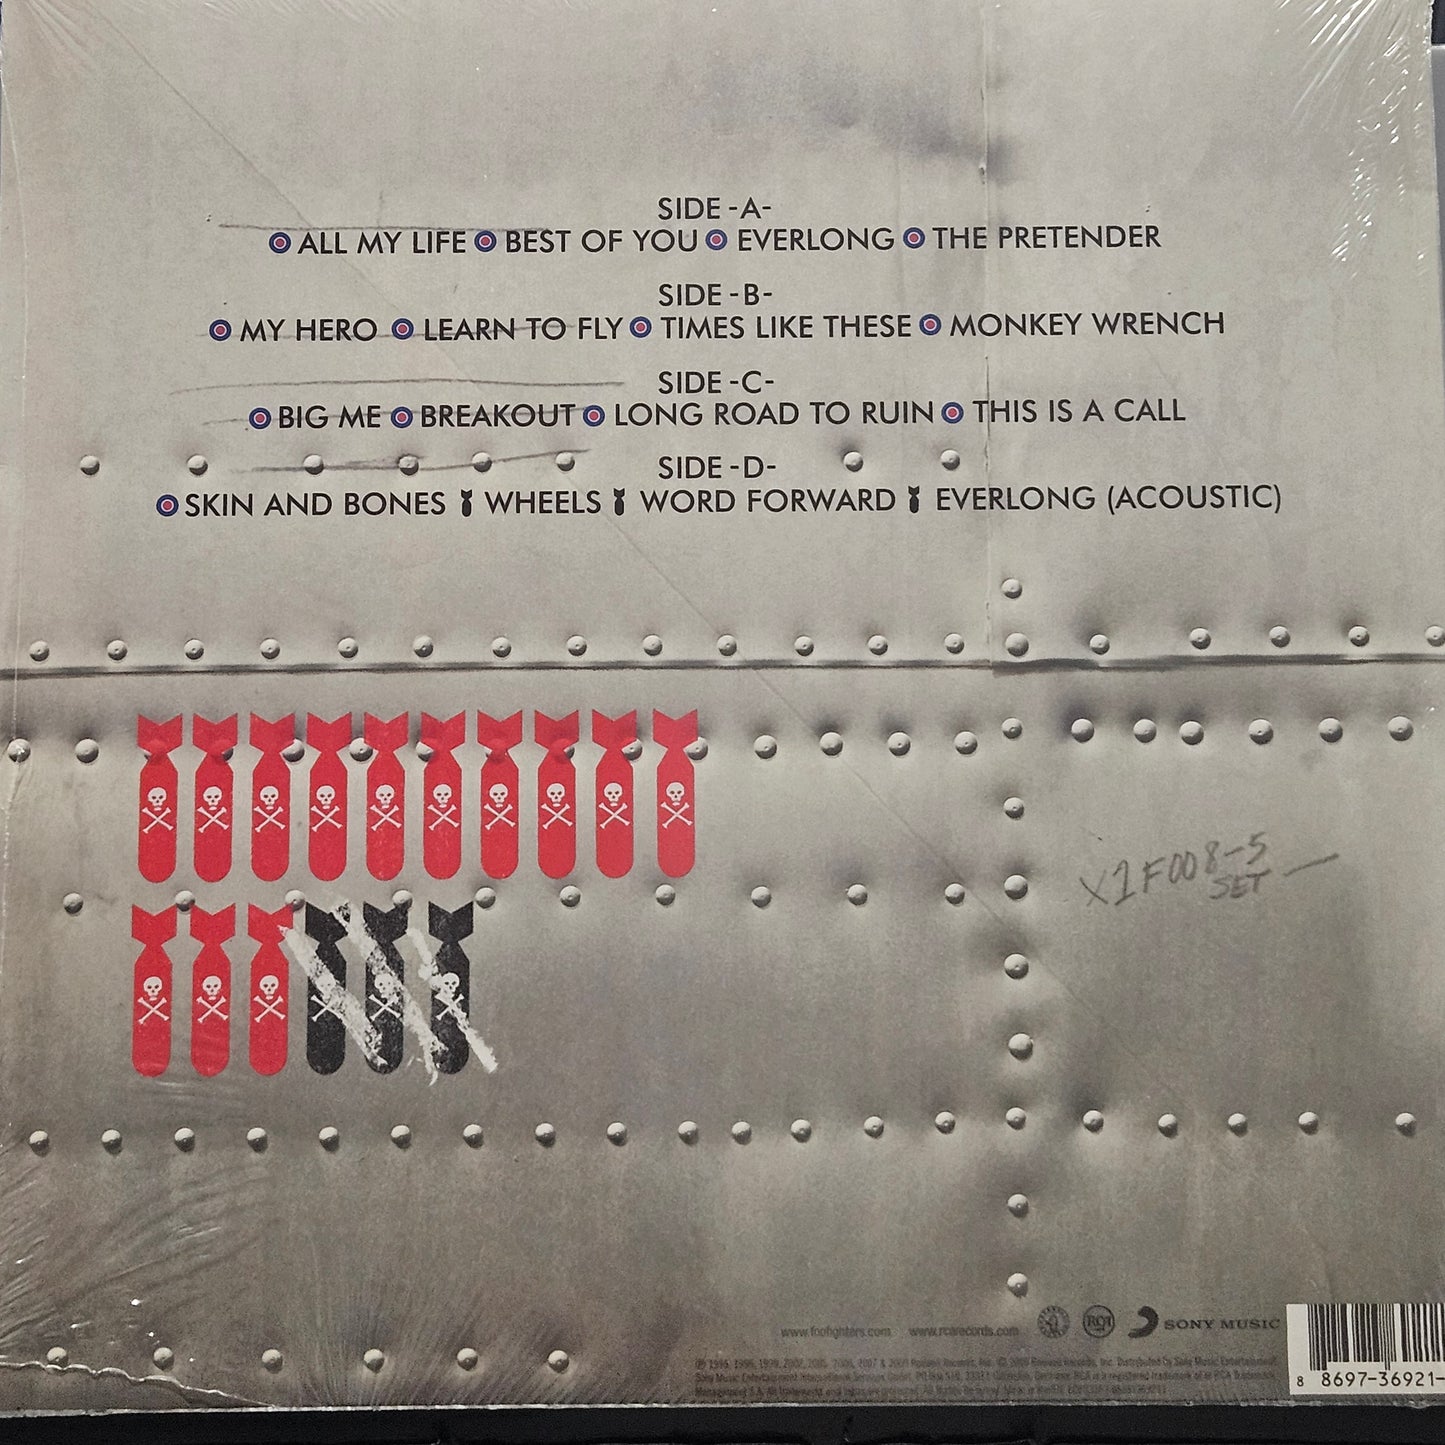 SIDE -A-
ALL MY LIFE BEST OF YOU EVERLONG THE PRETENDER
SIDE -B-
MY HERO LEARN TO FLY TIMES LIKE THESE MONKEY WRENCH
SIDE -C-
BIG ME BREAKOUT LONG ROAD TO RUIN THIS IS A CALL
SIDE -D-
SKIN AND BONES WHEELS WORD FORWARD EVERLONG (ACOUSTIC)
X1F008-5
SET
www.foofighters.com www.rcarecords.com RCA SONY MUSIC
8 8697-36921-